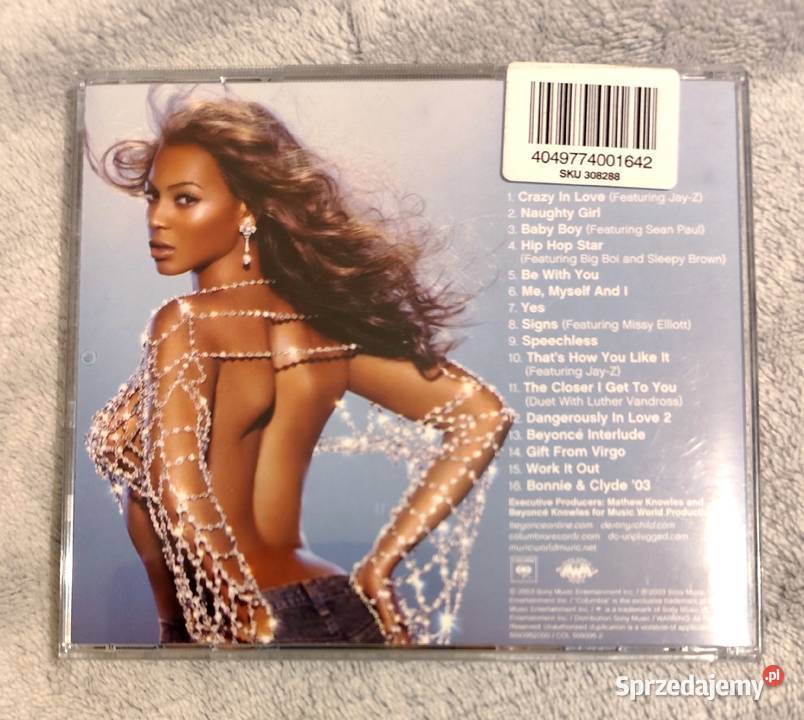 4049774001642
SKU 308288
1. Crazy In Love (Featuring Jay-Z)
2. Naughty Girl
3. Baby Boy (Featuring Sean Paul)
4. Hip Hop Star
(Featuring Big Boi and Sleepy Brown)
5. Be With You
6. Me, Myself And I
7. Yes
8. Signs (Featuring Missy Elliott)
9. Speechless
10. That's How You Like It
(Featuring Jay-Z)
11. The Closer I Get To You
(Duet With Luther Vandross)
12. Dangerously In Love 2
13. Beyoncé Interlude
14. Gift From Virgo
15. Work It Out
16. Bonnie & Clyde '03
Executive Producers: Mathew Knowles and
Beyoncé Knowles for Music World
beyonceonline.com destinyschild.com
columbiarecords.com dc-unplugged.com
musicworldmusic.net
Sprzedajemy.pl